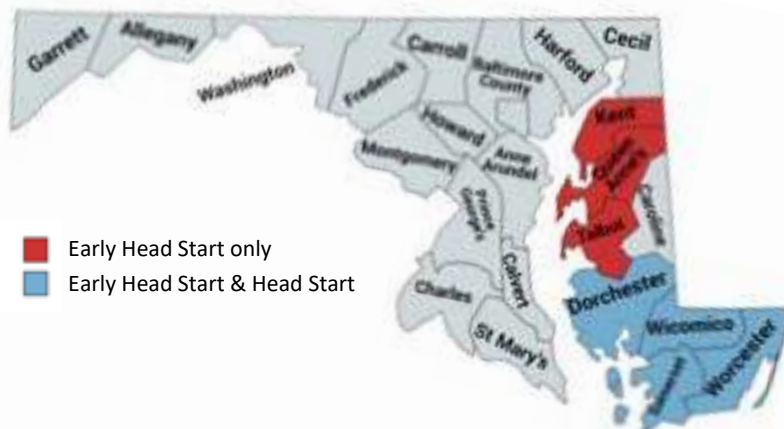 Garrett
Allegany
Washington
Frederick
Carroll
Baltimore
County
Harford
Cecil
Howard
Montgomery
Anne
Arundel
Prince
George's
Kent
Queen
Anne's
Caroline
Talbot
Calvert
Charles
St Mary's
Early Head Start only
Early Head Start & Head Start
Dorchester
Wicomico
Worcester
Somerset